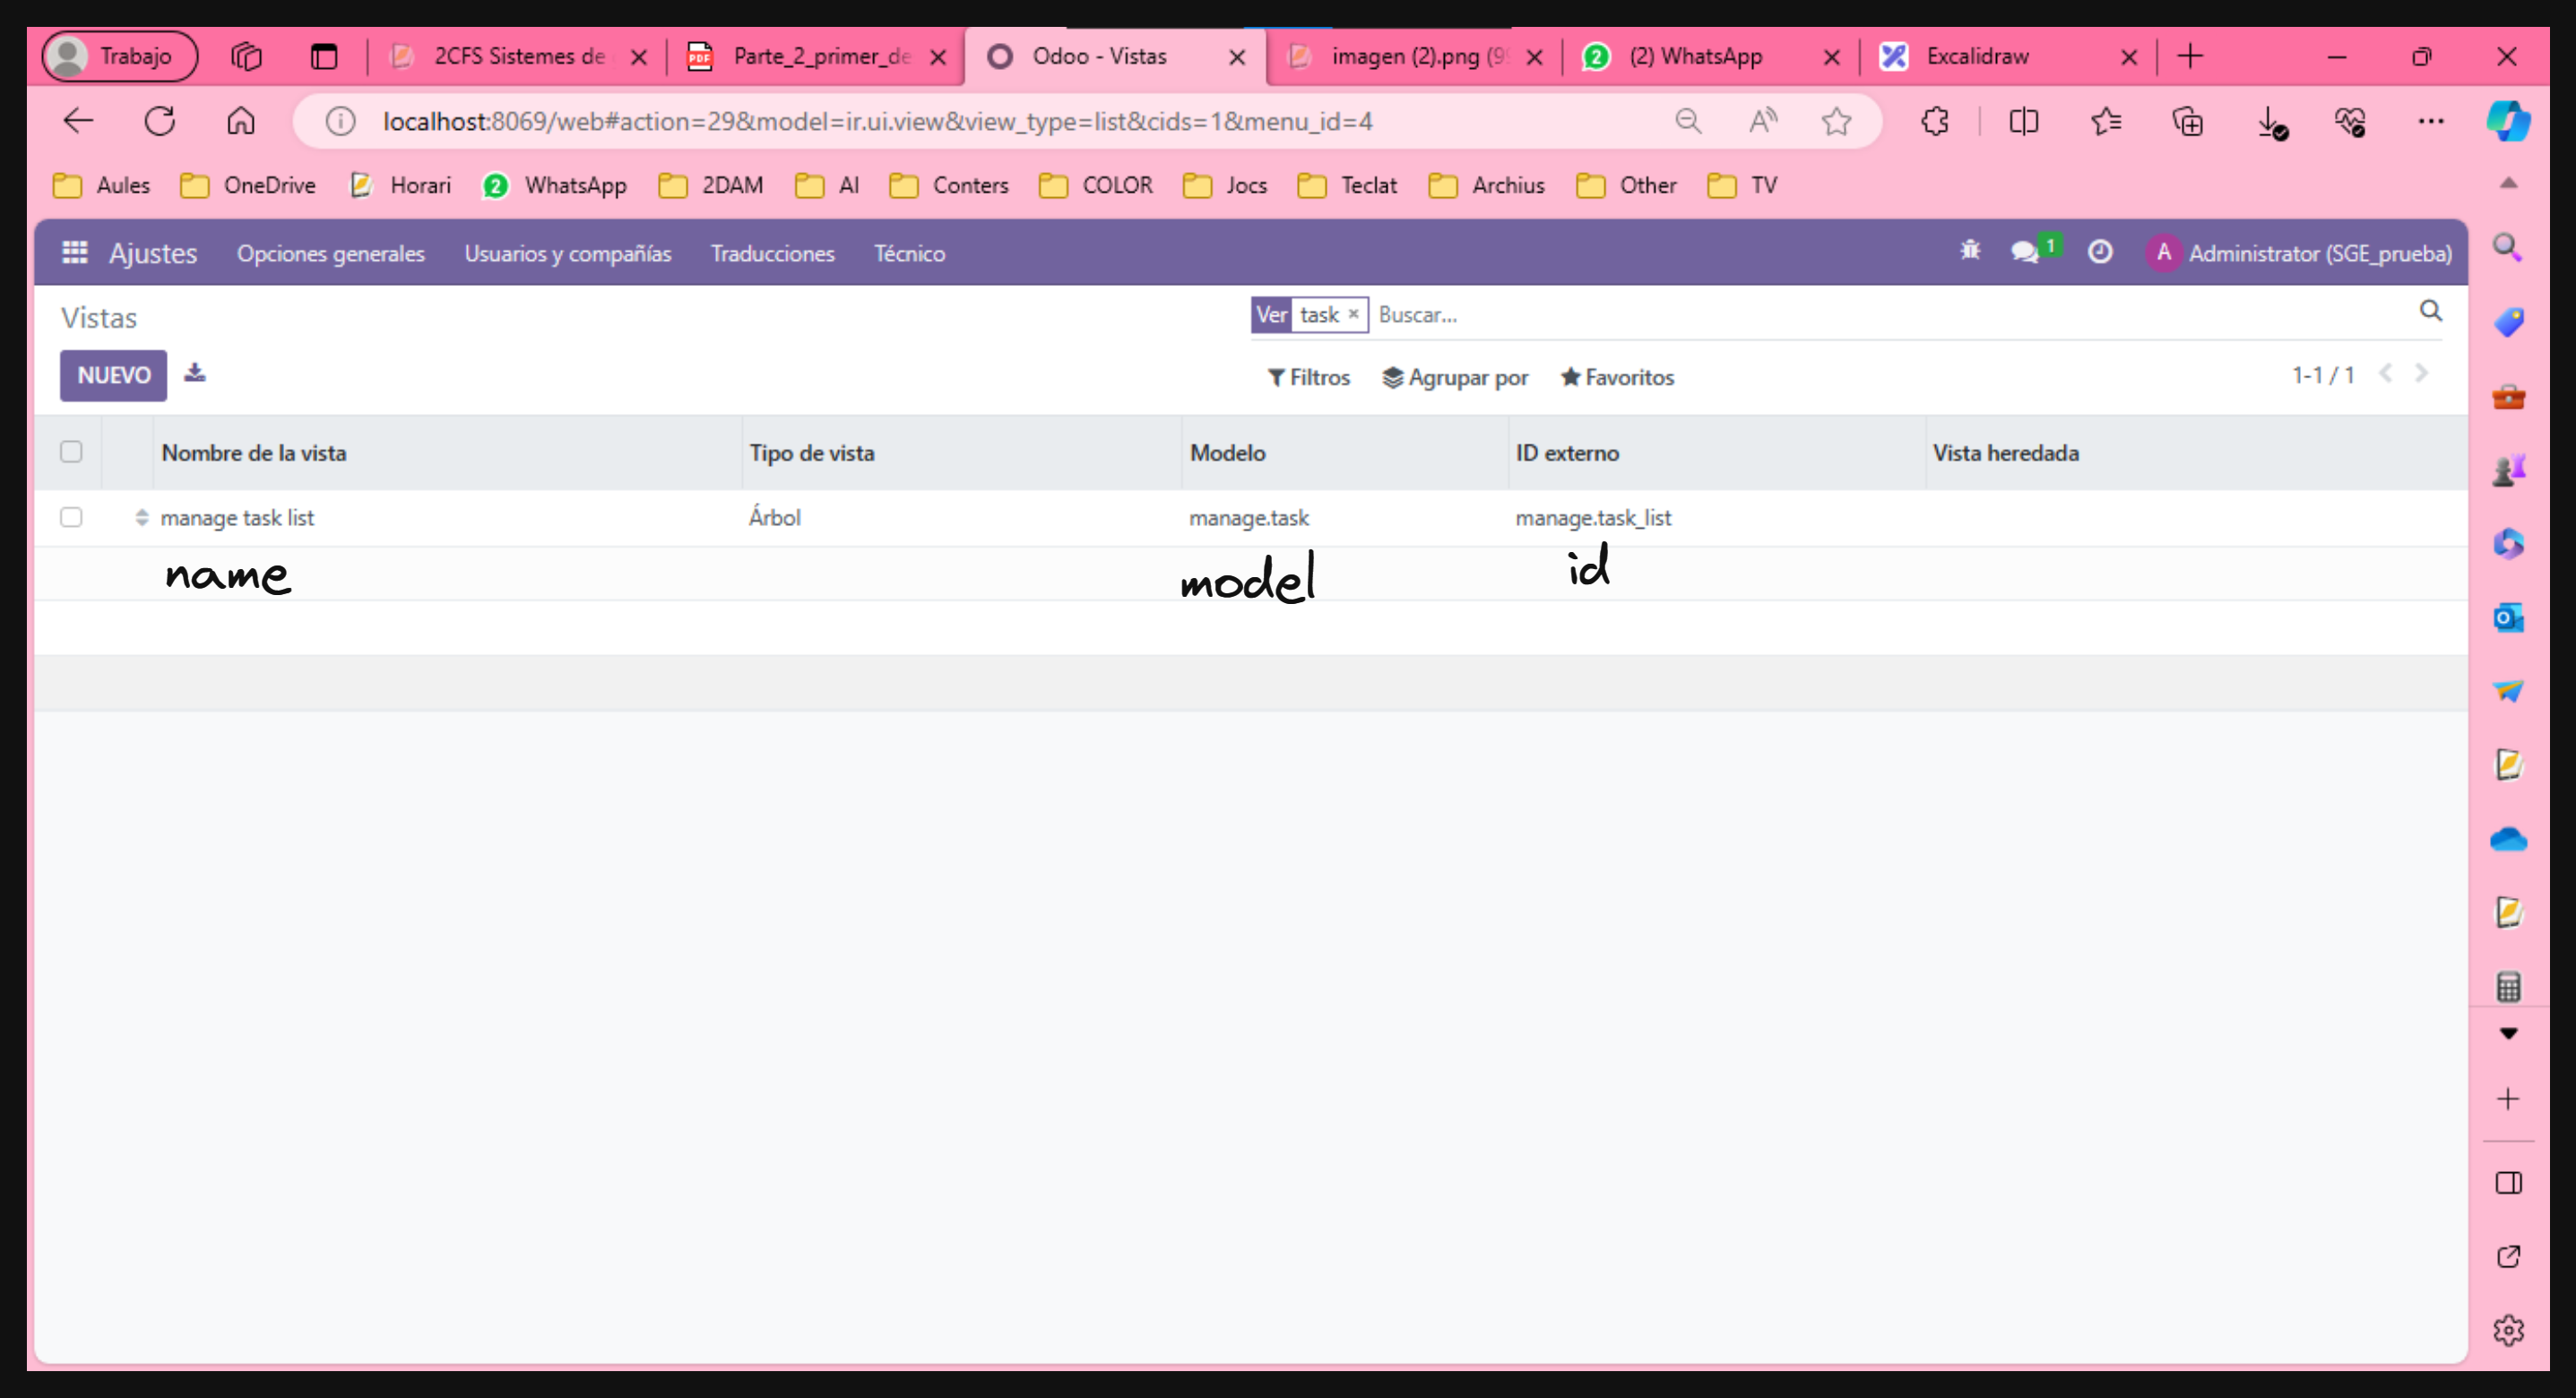 Trabajo 2CFS Sistemes de Parte_2_primer_de Odoo - Vistas imagen (2).png (9 2 (2) WhatsApp Excalidraw
localhost:8069/web#action=29&model=ir.ui.view&view_type=list&cids=1&menu_id=4
Aules OneDrive Horari 2 WhatsApp 2DAM AI Conters COLOR Jocs Teclat Archius Other TV
Ajustes Opciones generales Usuarios y compañías Traducciones Técnico 1 A Administrator (SGE_prueba)
Vistas Ver task × Buscar...
NUEVO Filtros Agrupar por Favoritos 1-1 / 1
Nombre de la vista Tipo de vista Modelo ID externo Vista heredada
manage task list Árbol manage.task manage.task_list
name model id